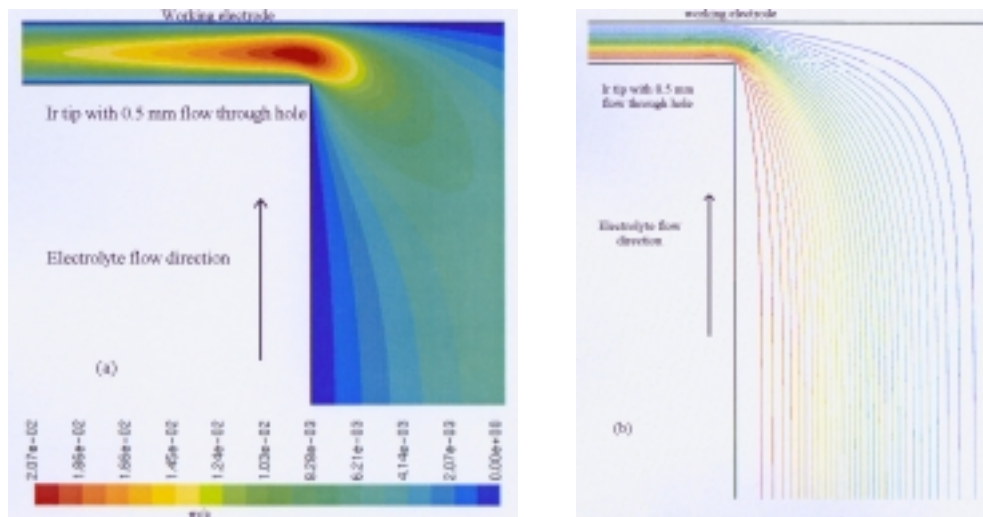 Working electrode
Ir tip with 0.5 mm flow through hole
Electrolyte flow direction
(a)
2.07e-02
1.86e-02
1.66e-02
1.45e-02
1.24e-02
1.03e-02
8.28e-03
6.21e-03
4.14e-03
2.07e-03
0.00e+00
m/s
working electrode
Ir tip with 0.5 mm
flow through hole
Electrolyte flow
direction
(b)